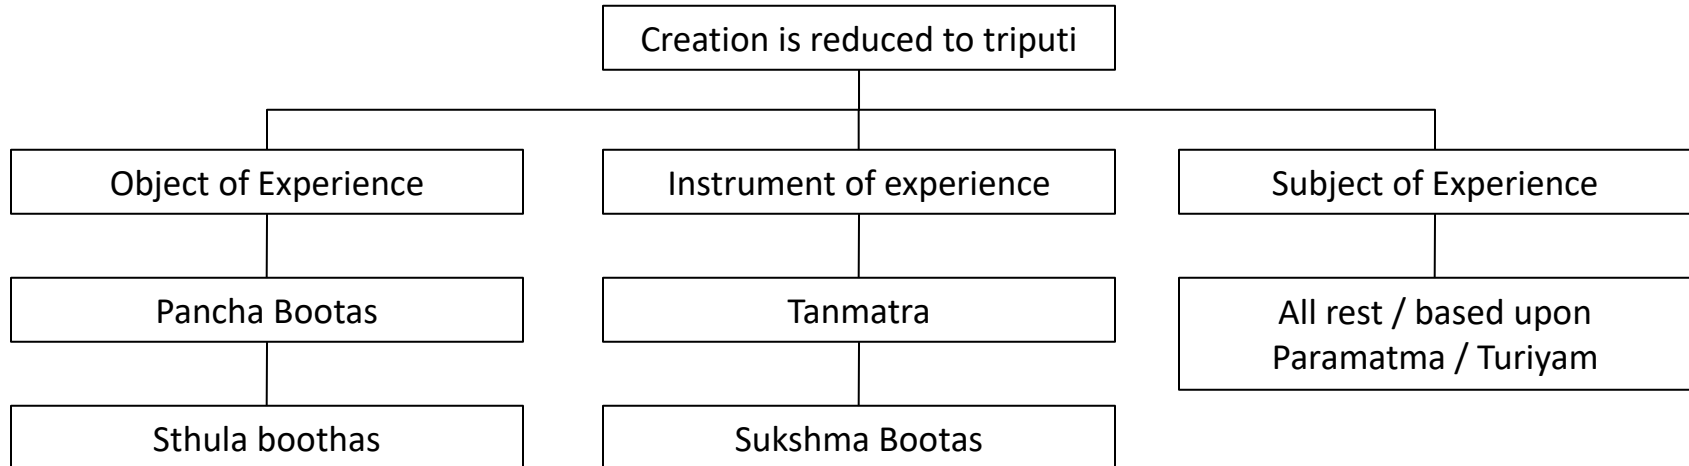 Creation is reduced to triputi
Object of Experience
Instrument of experience
Subject of Experience
Pancha Bootas
Tanmatra
All rest / based upon
Paramatma / Turiyam
Sthula boothas
Sukshma Bootas